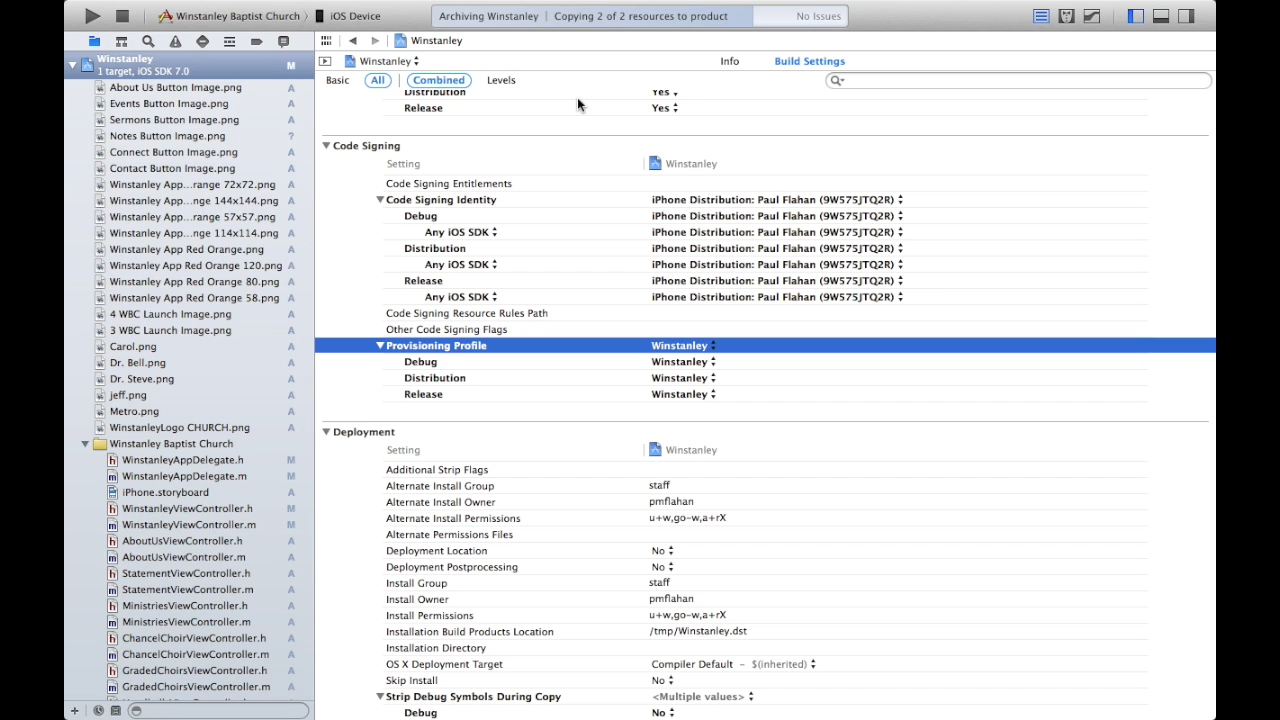 Winstanley Baptist Church
iOS Device
Archiving Winstanley | Copying 2 of 2 resources to product
No Issues
Winstanley
1 target, iOS SDK 7.0
M
About Us Button Image.png A
Events Button Image.png A
Sermons Button Image.png A
Notes Button Image.png ?
Connect Button Image.png A
Contact Button Image.png A
Winstanley App...range 72x72.png A
Winstanley App...nge 144x144.png A
Winstanley App...range 57x57.png A
Winstanley App...nge 114x114.png A
Winstanley App Red Orange.png A
Winstanley App Red Orange 120.png A
Winstanley App Red Orange 80.png A
Winstanley App Red Orange 58.png A
4 WBC Launch Image.png A
3 WBC Launch Image.png A
Carol.png A
Dr. Bell.png A
Dr. Steve.png A
jeff.png A
Metro.png A
WinstanleyLogo CHURCH.png A
Winstanley Baptist Church
WinstanleyAppDelegate.h M
WinstanleyAppDelegate.m M
iPhone.storyboard A
WinstanleyViewController.h M
WinstanleyViewController.m M
AboutUsViewController.h A
AboutUsViewController.m A
StatementViewController.h A
StatementViewController.m A
MinistriesViewController.h A
MinistriesViewController.m A
ChancelChoirViewController.h A
ChancelChoirViewController.m A
GradedChoirsViewController.h A
GradedChoirsViewController.m A
Winstanley
Winstanley
Info
Build Settings
Basic
All
Combined
Levels
Distribution Yes
Release Yes
Code Signing
Setting Winstanley
Code Signing Entitlements
Code Signing Identity iPhone Distribution: Paul Flahan (9W575JTQ2R)
Debug iPhone Distribution: Paul Flahan (9W575JTQ2R)
Any iOS SDK iPhone Distribution: Paul Flahan (9W575JTQ2R)
Distribution iPhone Distribution: Paul Flahan (9W575JTQ2R)
Any iOS SDK iPhone Distribution: Paul Flahan (9W575JTQ2R)
Release iPhone Distribution: Paul Flahan (9W575JTQ2R)
Any iOS SDK iPhone Distribution: Paul Flahan (9W575JTQ2R)
Code Signing Resource Rules Path
Other Code Signing Flags
Provisioning Profile Winstanley
Debug Winstanley
Distribution Winstanley
Release Winstanley
Deployment
Setting Winstanley
Additional Strip Flags
Alternate Install Group staff
Alternate Install Owner pmflahan
Alternate Install Permissions u+w,go-w,a+rX
Alternate Permissions Files
Deployment Location No
Deployment Postprocessing No
Install Group staff
Install Owner pmflahan
Install Permissions u+w,go-w,a+rX
Installation Build Products Location /tmp/Winstanley.dst
Installation Directory
OS X Deployment Target Compiler Default - $(inherited)
Skip Install No
Strip Debug Symbols During Copy <Multiple values>
Debug No